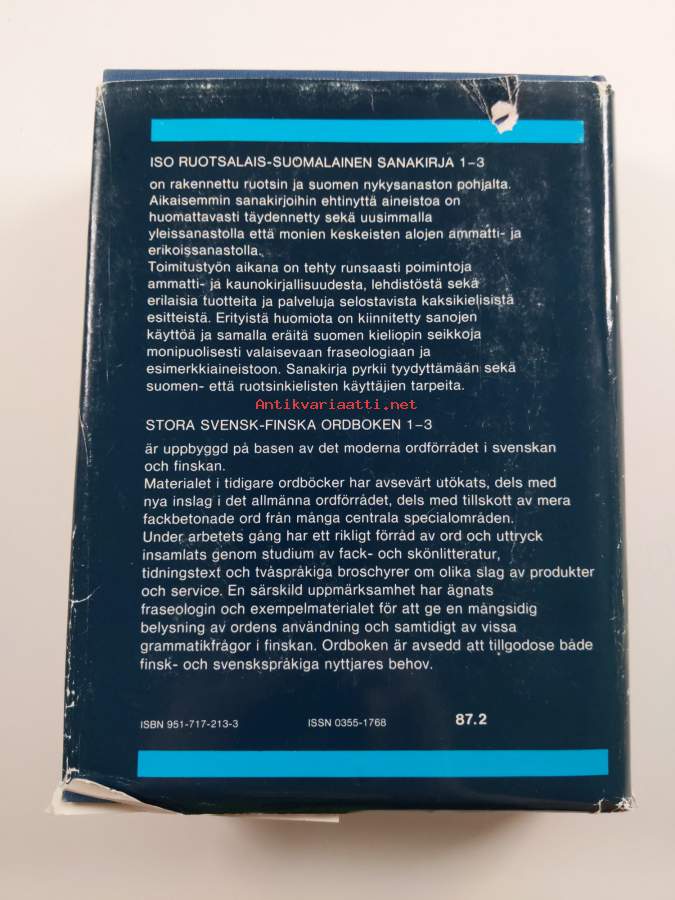 ISO RUOTSALAIS-SUOMALAINEN SANAKIRJA 1–3
on rakennettu ruotsin ja suomen nykysanaston pohjalta.
Aikaisemmin sanakirjoihin ehtinyttä aineistoa on
huomattavasti täydennetty sekä uusimmalla
yleissanastolla että monien keskeisten alojen ammatti- ja
erikoissanastolla.
Toimitustyön aikana on tehty runsaasti poimintoja
ammatti- ja kaunokirjallisuudesta, lehdistöstä sekä
erilaisia tuotteita ja palveluja selostavista kaksikielisistä
esitteistä. Erityistä huomiota on kiinnitetty sanojen
käyttöä ja samalla eräitä suomen kieliopin seikkoja
monipuolisesti valaisevaan fraseologiaan ja
esimerkkiaineistoon. Sanakirja pyrkii tyydyttämään sekä
suomen- että ruotsinkielisten käyttäjien tarpeita.
Antikvariaatti.net
STORA SVENSK-FINSKA ORDBOKEN 1–3
är uppbyggd på basen av det moderna ordförrådet i svenskan
och finskan.
Materialet i tidigare ordböcker har avsevärt utökats, dels med
nya inslag i det allmänna ordförrådet, dels med tillskott av mera
fackbetonade ord från många centrala specialområden.
Under arbetets gång har ett rikligt förråd av ord och uttryck
insamlats genom studium av fack- och skönlitteratur,
tidningstext och tvåspråkiga broschyrer om olika slag av produkter
och service. En särskild uppmärksamhet har ägnats
fraseologin och exempelmaterialet för att ge en mångsidig
belysning av ordens användning och samtidigt av vissa
grammatikfrågor i finskan. Ordboken är avsedd att tillgodose både
finsk- och svenskspråkiga nyttjares behov.
ISBN 951-717-213-3 ISSN 0355-1768 87.2